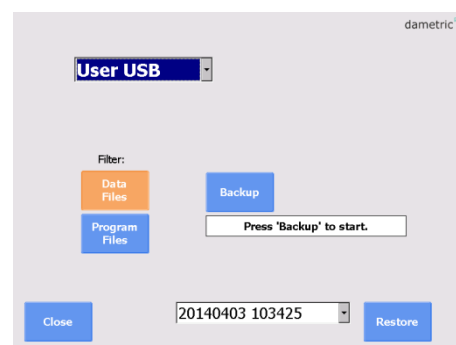 dametric
User USB
Filter:
Data
Files
Backup
Program
Files
Press 'Backup' to start.
Close
20140403 103425
Restore